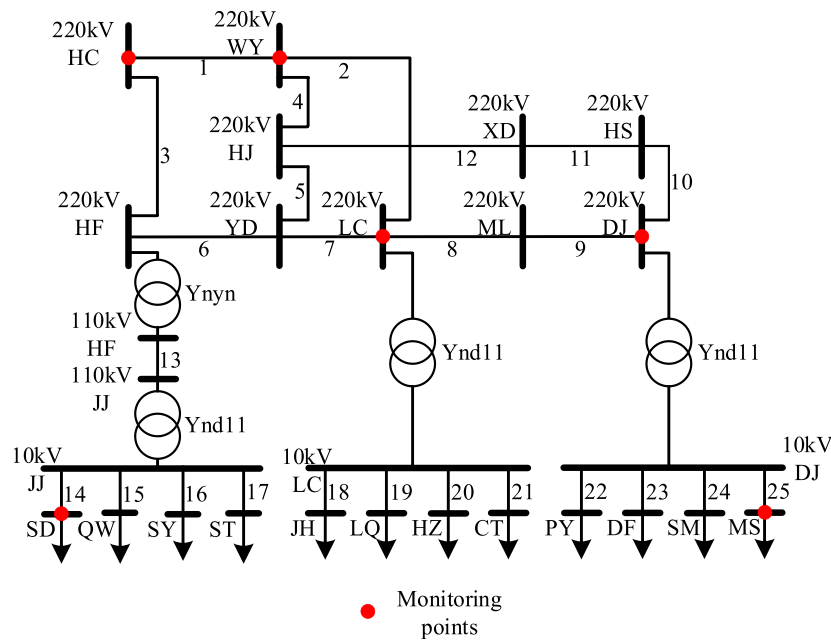 220kV
220kV
HC
WY
1
2
4
220kV
220kV
220kV
XD
HS
HJ
12
11
3
5
10
220kV
220kV
220kV
220kV
220kV
HF
YD
LC
ML
DJ
6
7
8
9
Ynyn
110kV
HF
13
110kV
JJ
Ynd11
Ynd11
Ynd11
10kV
10kV
10kV
JJ
LC
DJ
14
15
16
17
18
19
20
21
22
23
24
25
SD
QW
SY
ST
JH
LQ
HZ
CT
PY
DF
SM
MS
Monitoring
points